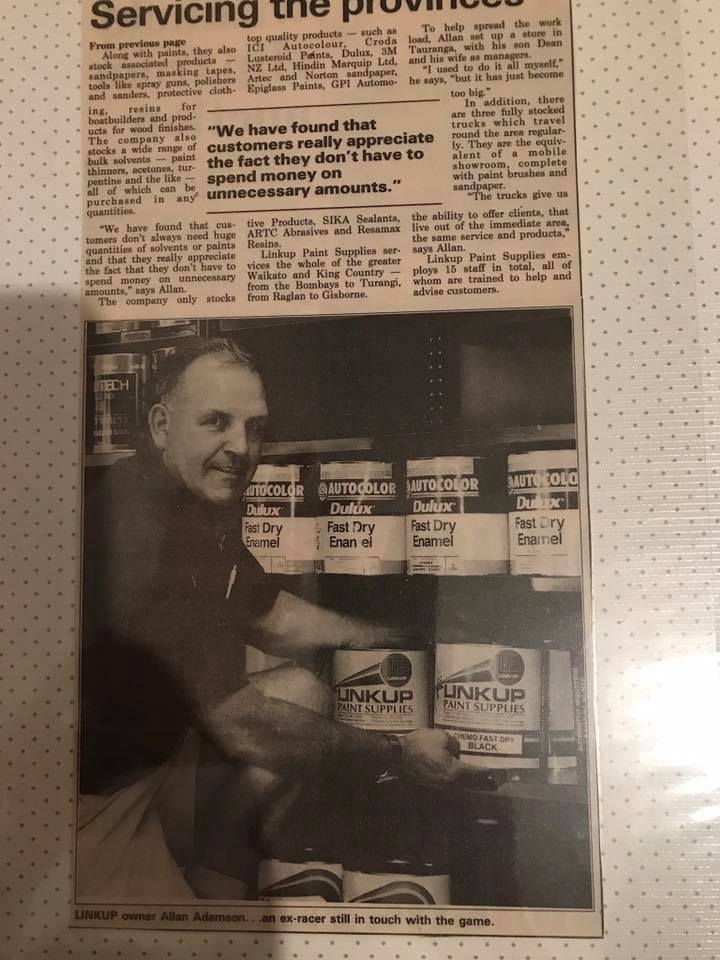 Servicing the provinces
From previous page
Along with paints, they also
stock associated products —
sandpapers, masking tapes,
tools like spray guns, polishers
and sanders, protective cloth-
ing, resins for
boatbuilders and prod-
ucts for wood finishes.
The company also
stocks a wide range of
bulk solvents — paint
thinners, acetones, tur-
pentine and the like —
all of which can be
purchased in any
quantities.
"We have found that cus-
tomers don't always need huge
quantities of solvents or paints
and that they really appreciate
the fact that they don't have to
spend money on unnecessary
amounts," says Allan.
The company only stocks
top quality products — such as
ICI Autocolour, Croda
Lusteroid Paints, Dulux, 3M
NZ Ltd, Hindin Marquip Ltd,
Artec and Norton sandpaper,
Epiglass Paints, GPI Automo-
"We have found that
customers really appreciate
the fact they don't have to
spend money on
unnecessary amounts."
tive Products, SIKA Sealants,
ARTC Abrasives and Resamax
Resins.
Linkup Paint Supplies ser-
vices the whole of the greater
Waikato and King Country —
from the Bombays to Turangi,
from Raglan to Gisborne.
To help spread the work
load, Allan set up a store in
Tauranga, with his son Dean
and his wife as managers.
"I used to do it all myself,"
he says, "but it has just become
too big."
In addition, there
are three fully stocked
trucks which travel
round the area regular-
ly. They are the equiv-
alent of a mobile
showroom, complete
with paint brushes and
sandpaper.
"The trucks give us
the ability to offer clients, that
live out of the immediate area,
the same service and products,"
says Allan.
Linkup Paint Supplies em-
ploys 15 staff in total, all of
whom are trained to help and
advise customers.
TECH
AUTOCOLOR
Dulux
Fast Dry
Enamel
AUTOCOLOR
Dulux
Fast Dry
Enamel
AUTOCOLOR
Dulux
Fast Dry
Enamel
AUTOCOLO
Dulux
Fast Dry
Enamel
LINKUP
PAINT SUPPLIES
LINKUP
PAINT SUPPLIES
CHEMO FAST DRY
BLACK
LINKUP owner Allan Adamson. . .an ex-racer still in touch with the game.